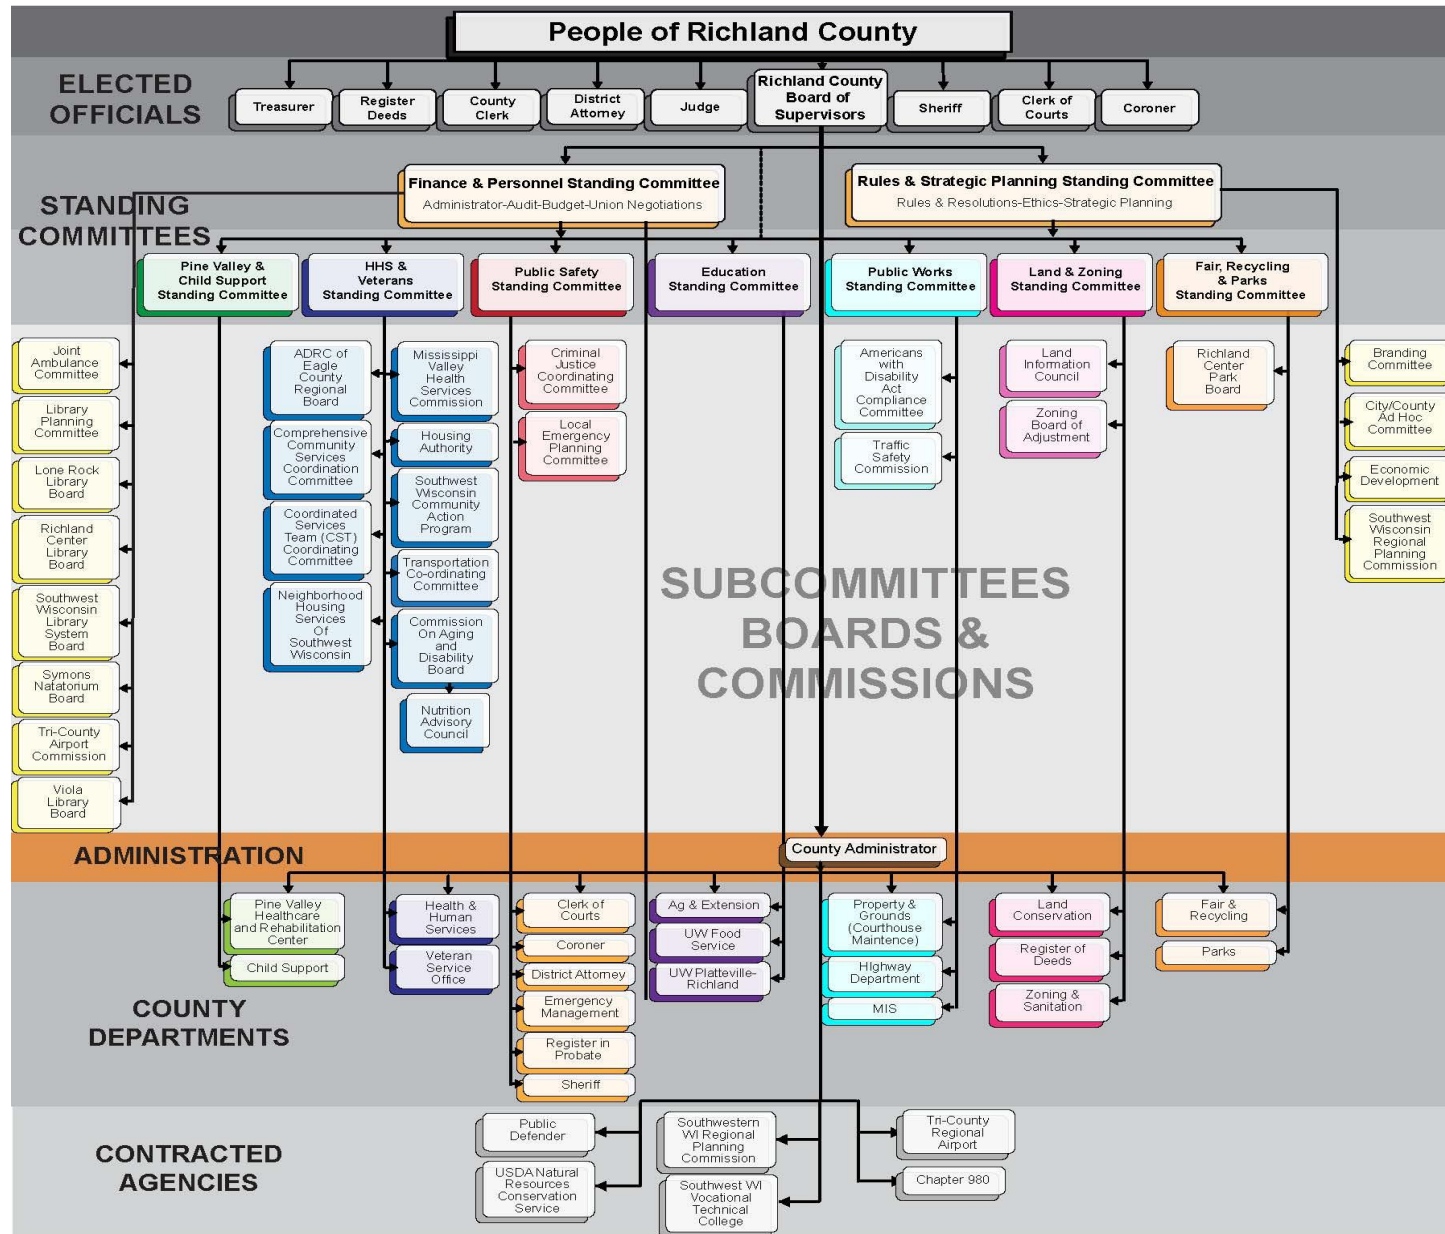 People of Richland County
ELECTED
OFFICIALS
Treasurer
Register
Deeds
County
Clerk
District
Attorney
Judge
Richland County
Board of
Supervisors
Sheriff
Clerk of
Courts
Coroner
STANDING
COMMITTEES
Finance & Personnel Standing Committee
Administrator-Audit-Budget-Union Negotiations
Rules & Strategic Planning Standing Committee
Rules & Resolutions-Ethics-Strategic Planning
Pine Valley &
Child Support
Standing Committee
HHS &
Veterans
Standing Committee
Public Safety
Standing Committee
Education
Standing Committee
Public Works
Standing Committee
Land & Zoning
Standing Committee
Fair, Recycling
& Parks
Standing Committee
Joint
Ambulance
Committee
Library
Planning
Committee
Lone Rock
Library
Board
Richland
Center
Library
Board
Southwest
Wisconsin
Library
System
Board
Symons
Natatorium
Board
Tri-County
Airport
Commission
Viola
Library
Board
ADRC of
Eagle
County
Regional
Board
Comprehensive
Community
Services
Coordination
Committee
Coordinated
Services
Team (CST)
Coordinating
Committee
Neighborhood
Housing
Services
Of
Southwest
Wisconsin
Mississippi
Valley
Health
Services
Commission
Housing
Authority
Southwest
Wisconsin
Community
Action
Program
Transportation
Co-ordinating
Committee
Commission
On Aging
and
Disability
Board
Nutrition
Advisory
Council
Criminal
Justice
Coordinating
Committee
Local
Emergency
Planning
Committee
Americans
with
Disability
Act
Compliance
Committee
Traffic
Safety
Commission
Land
Information
Council
Zoning
Board of
Adjustment
Richland
Center
Park
Board
Branding
Committee
City/County
Ad Hoc
Committee
Economic
Development
Southwest
Wisconsin
Regional
Planning
Commission
SUBCOMMITTEES
BOARDS &
COMMISSIONS
ADMINISTRATION
County Administrator
COUNTY
DEPARTMENTS
Pine Valley
Healthcare
and Rehabilitation
Center
Child Support
Health &
Human
Services
Veteran
Service
Office
Clerk of
Courts
Coroner
District Attorney
Emergency
Management
Register in
Probate
Sheriff
Ag & Extension
UW Food
Service
UW Platteville-
Richland
Property &
Grounds
(Courthouse
Maintence)
HIghway
Department
MIS
Land
Conservation
Register of
Deeds
Zoning &
Sanitation
Fair &
Recycling
Parks
CONTRACTED
AGENCIES
Public
Defender
USDA Natural
Resources
Conservation
Service
Southwestern
WI Regional
Planning
Commission
Southwest WI
Vocational
Technical
College
Tri-County
Regional
Airport
Chapter 980